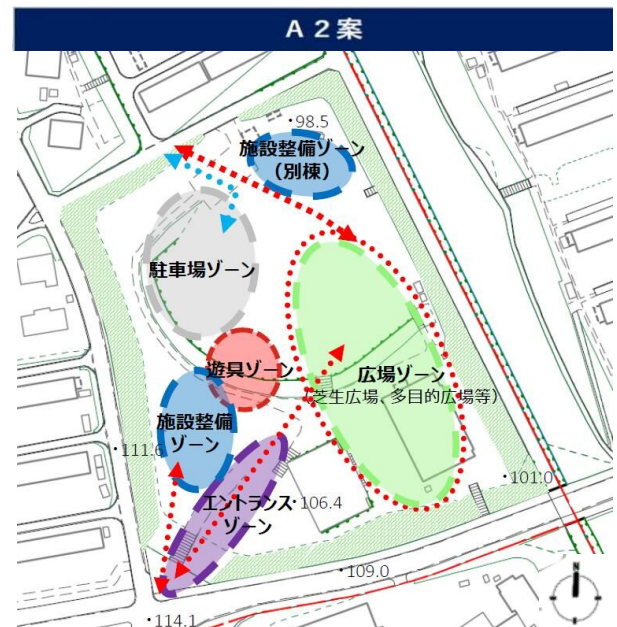 A2案
・98.5
施設整備ゾーン
（別棟）
駐車場ゾーン
遊具ゾーン
広場ゾーン
（芝生広場、多目的広場等）
施設整備
ゾーン
・111.6
・101.0
エントランス
ゾーン
・106.4
・109.0
・114.1
N